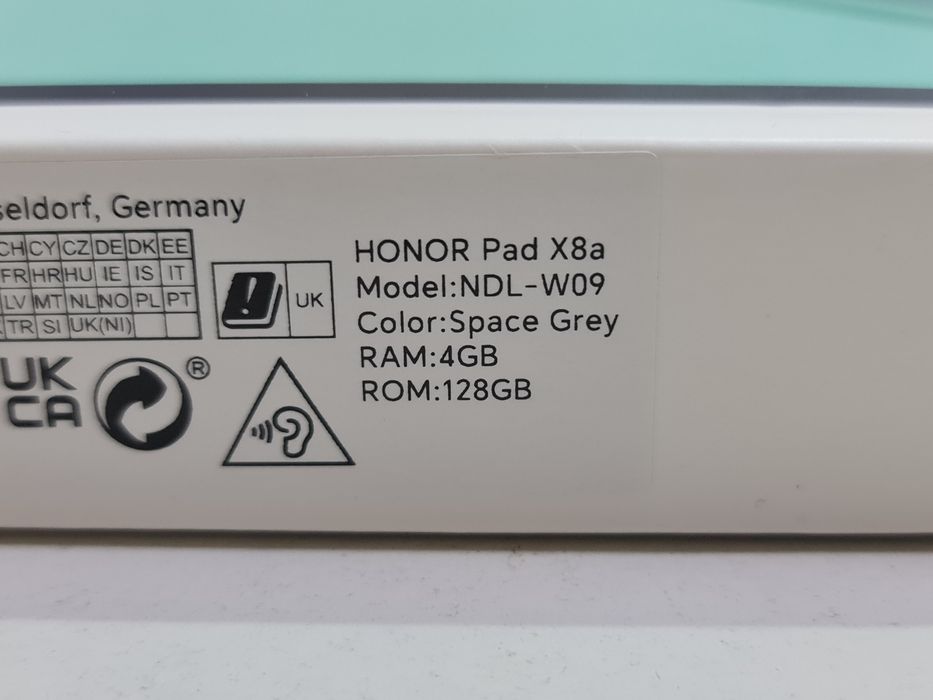 seldorf, Germany
CH CY CZ DE DK EE
FR HR HU IE IS IT
LV MT NL NO PL PT
TR SI UK(NI)
UK
UK
CA
®
HONOR Pad X8a
Model:NDL-W09
Color:Space Grey
RAM:4GB
ROM:128GB